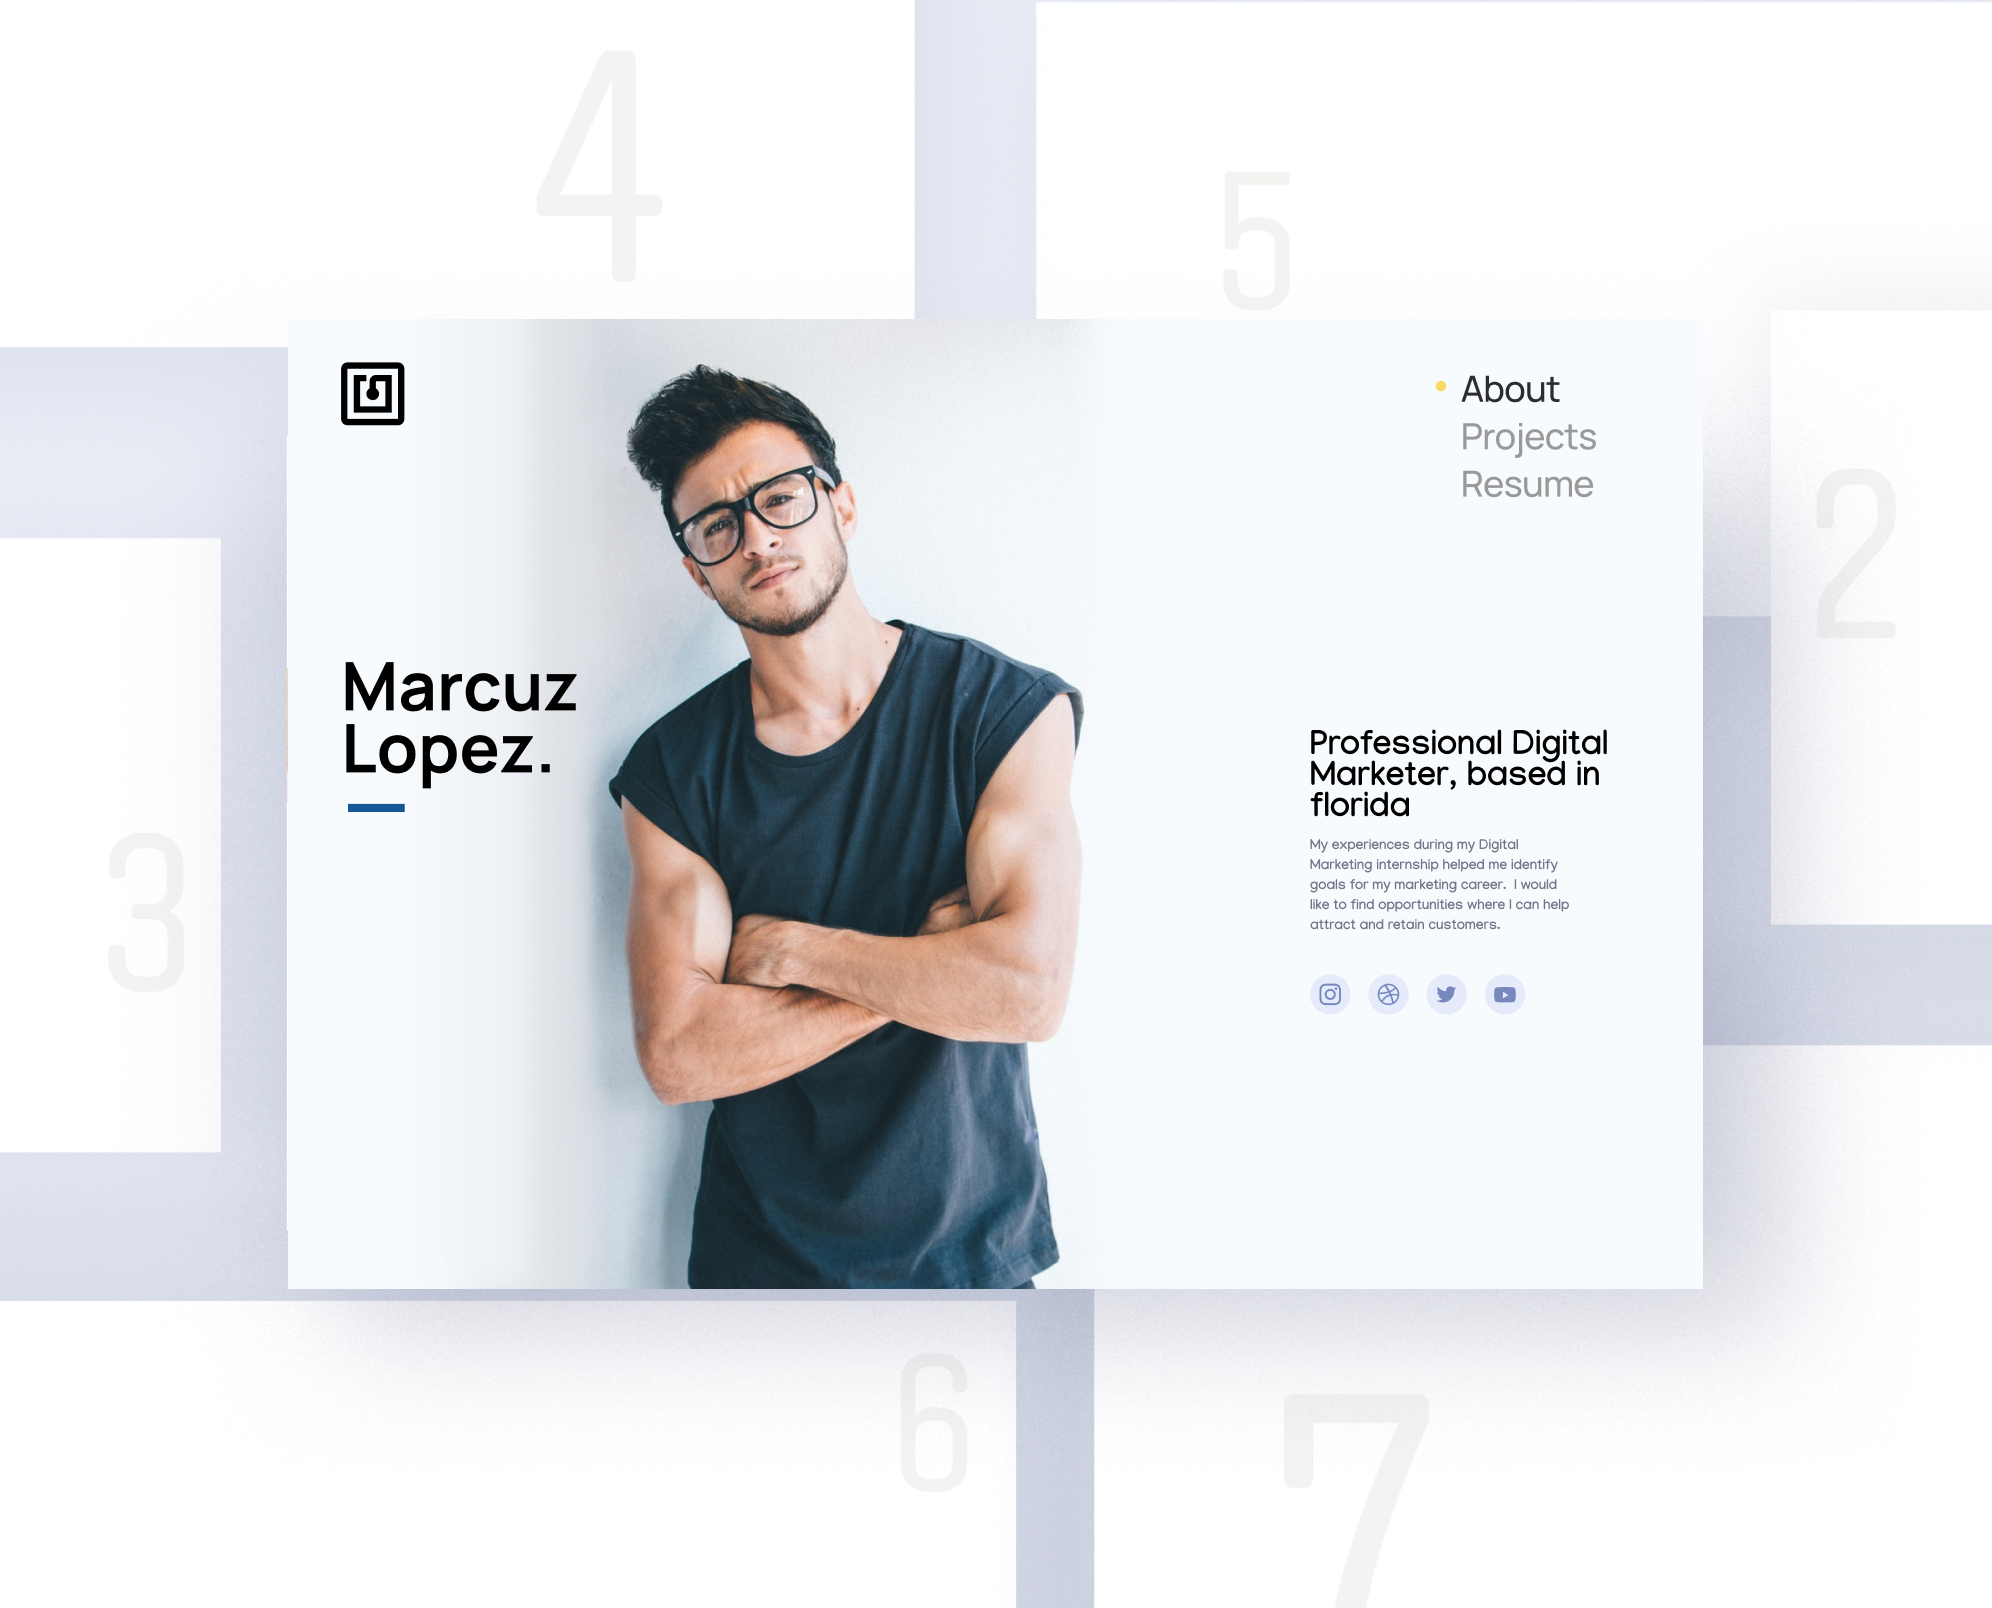 4
5
About
Projects
Resume
2
Marcuz
Lopez.
Professional Digital
Marketer, based in
florida
My experiences during my Digital
Marketing internship helped me identify
goals for my marketing career.  I would
like to find opportunities where I can help
attract and retain customers.
3
6
7